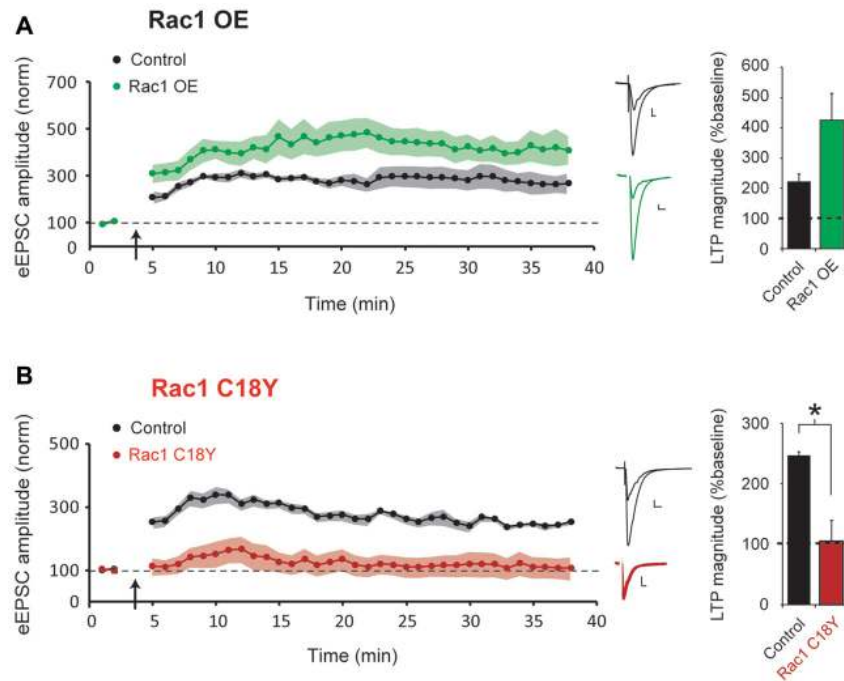 A
Rac1 OE
Control
Rac1 OE
eEPSC amplitude (norm)
700
500
300
100
0
0
5
10
15
20
25
30
35
40
Time (min)
LTP magnitude (%baseline)
600
500
400
300
200
100
0
Control
Rac1 OE
B
Rac1 C18Y
Control
Rac1 C18Y
eEPSC amplitude (norm)
500
300
100
0
0
5
10
15
20
25
30
35
40
Time (min)
LTP magnitude (%baseline)
300
200
100
0
*
Control
Rac1 C18Y